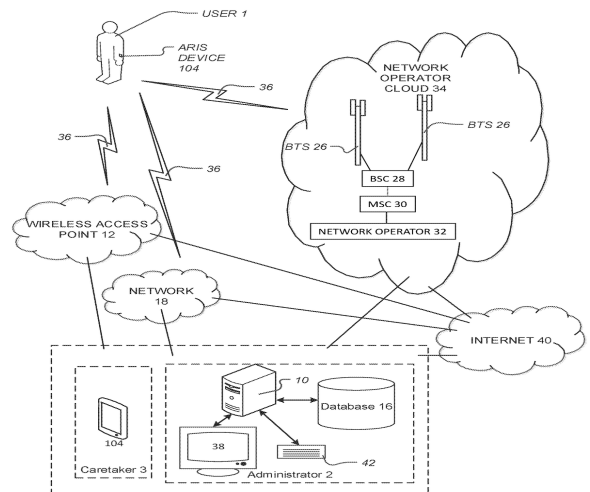 USER 1
ARIS
DEVICE
104
36
36
36
NETWORK
OPERATOR
CLOUD 34
BTS 26
BTS 26
BSC 28
MSC 30
NETWORK OPERATOR 32
WIRELESS ACCESS
POINT 12
NETWORK
18
INTERNET 40
10
Database 16
104
38
42
Caretaker 3
Administrator 2